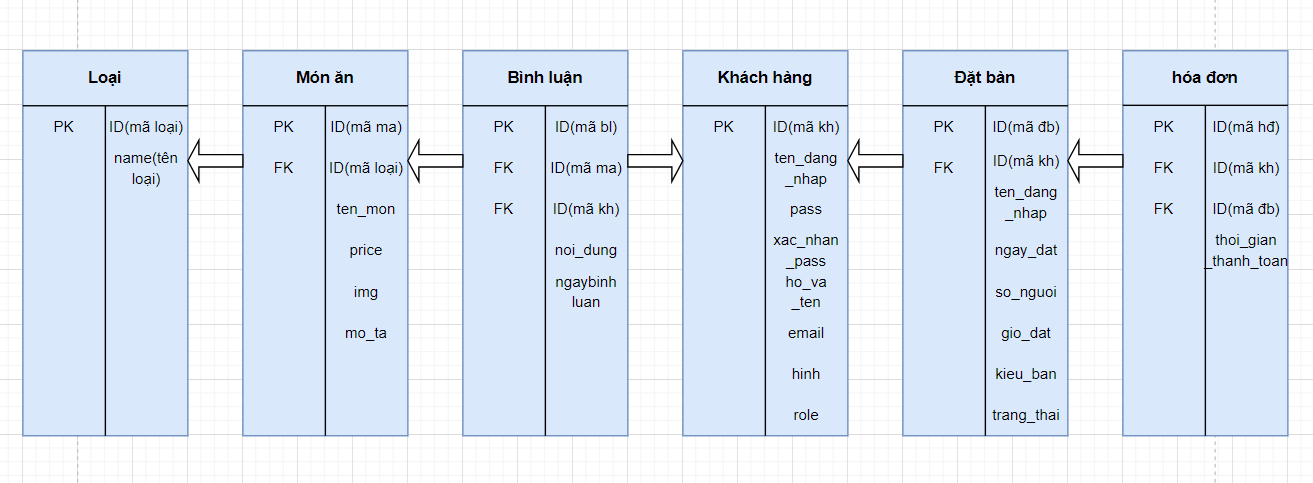 Loại
PK
ID(mã loại)
name(tên
loại)
Món ăn
PK
ID(mã ma)
FK
ID(mã loại)
ten_mon
price
img
mo_ta
Bình luận
PK
ID(mã bl)
FK
ID(mã ma)
FK
ID(mã kh)
noi_dung
ngaybinh
luan
Khách hàng
PK
ID(mã kh)
ten_dang
_nhap
pass
xac_nhan
_pass
ho_va
_ten
email
hinh
role
Đặt bàn
PK
ID(mã đb)
FK
ID(mã kh)
ten_dang
_nhap
ngay_dat
so_nguoi
gio_dat
kieu_ban
trang_thai
hóa đơn
PK
ID(mã hđ)
FK
ID(mã kh)
FK
ID(mã đb)
thoi_gian
_thanh_toan